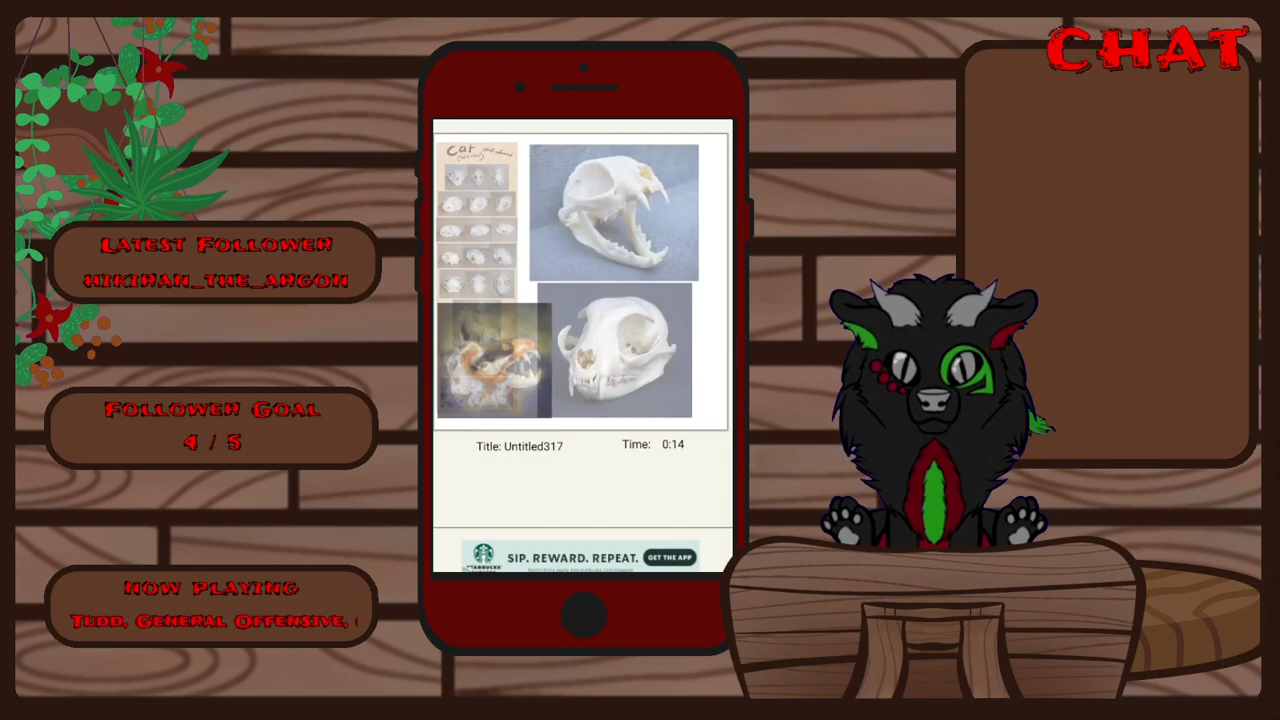 CHAT
Latest Follower
hikiran_the_argon
Follower Goal
4 / 5
Now Playing
Tudd, General Offensive,
Cat
Title: Untitled317
Time: 0:14
SIP. REWARD. REPEAT.
GET THE APP